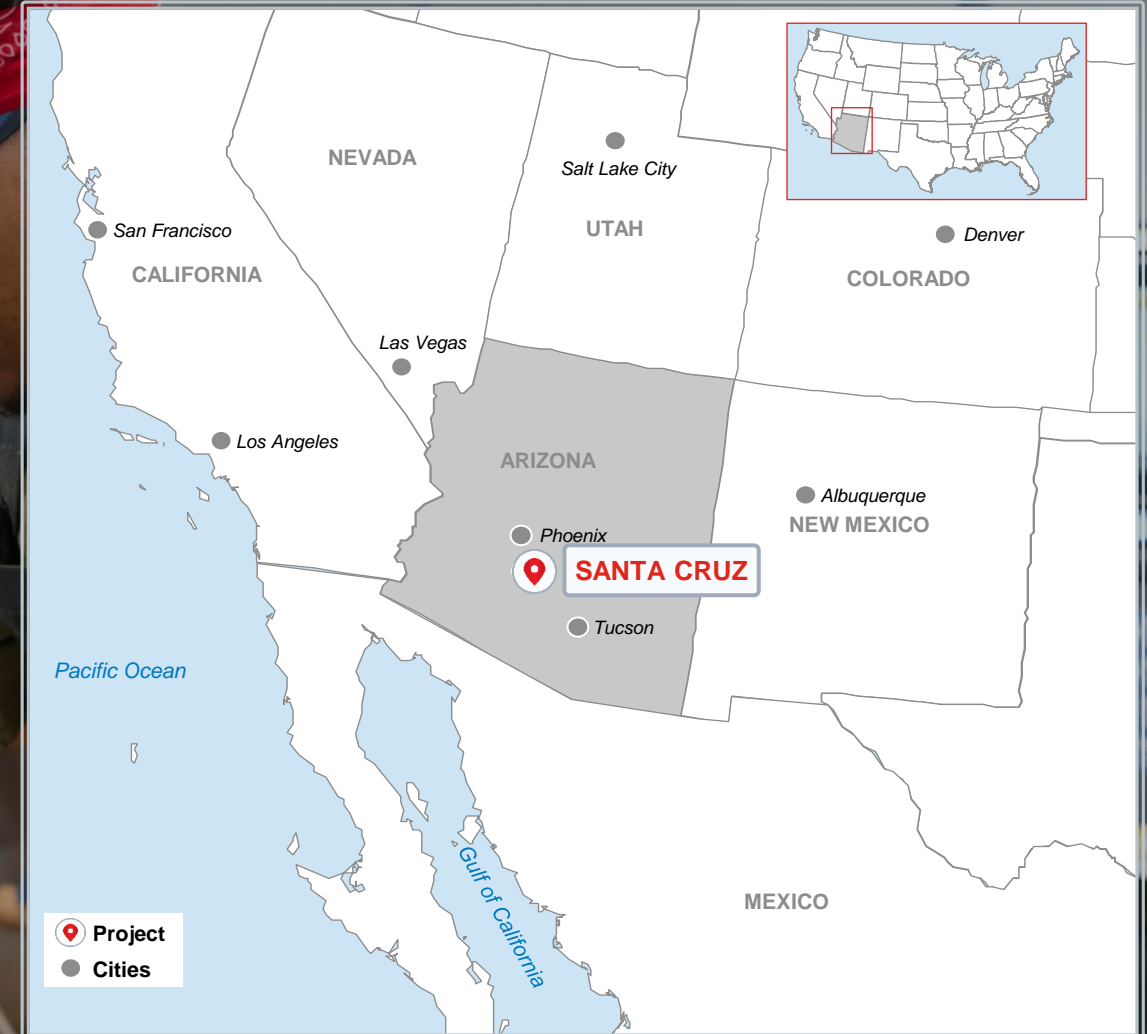 NEVADA
Salt Lake City
UTAH
San Francisco
Denver
CALIFORNIA
COLORADO
Las Vegas
Los Angeles
ARIZONA
Albuquerque
NEW MEXICO
Phoenix
SANTA CRUZ
Tucson
Pacific Ocean
Gulf of California
MEXICO
Project
Cities